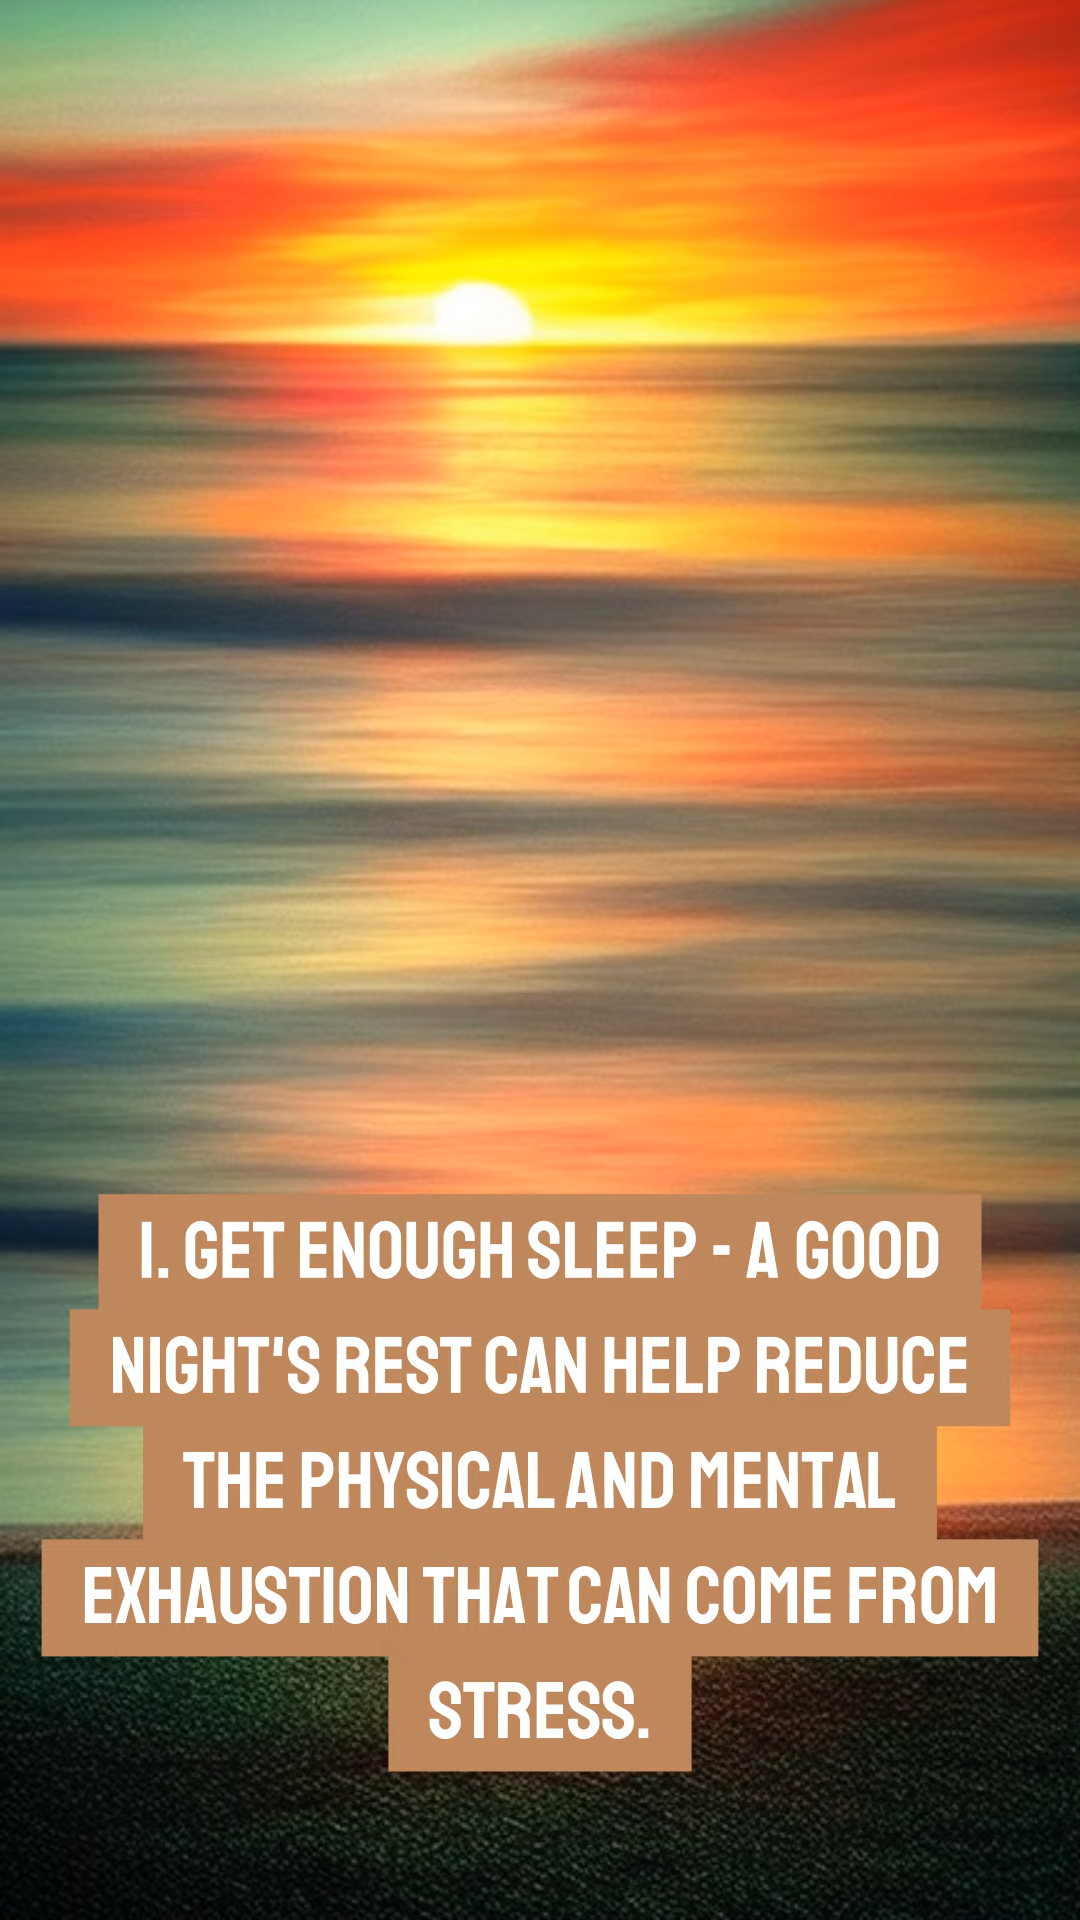 1. GET ENOUGH SLEEP - A GOOD
NIGHT'S REST CAN HELP REDUCE
THE PHYSICAL AND MENTAL
EXHAUSTION THAT CAN COME FROM
STRESS.